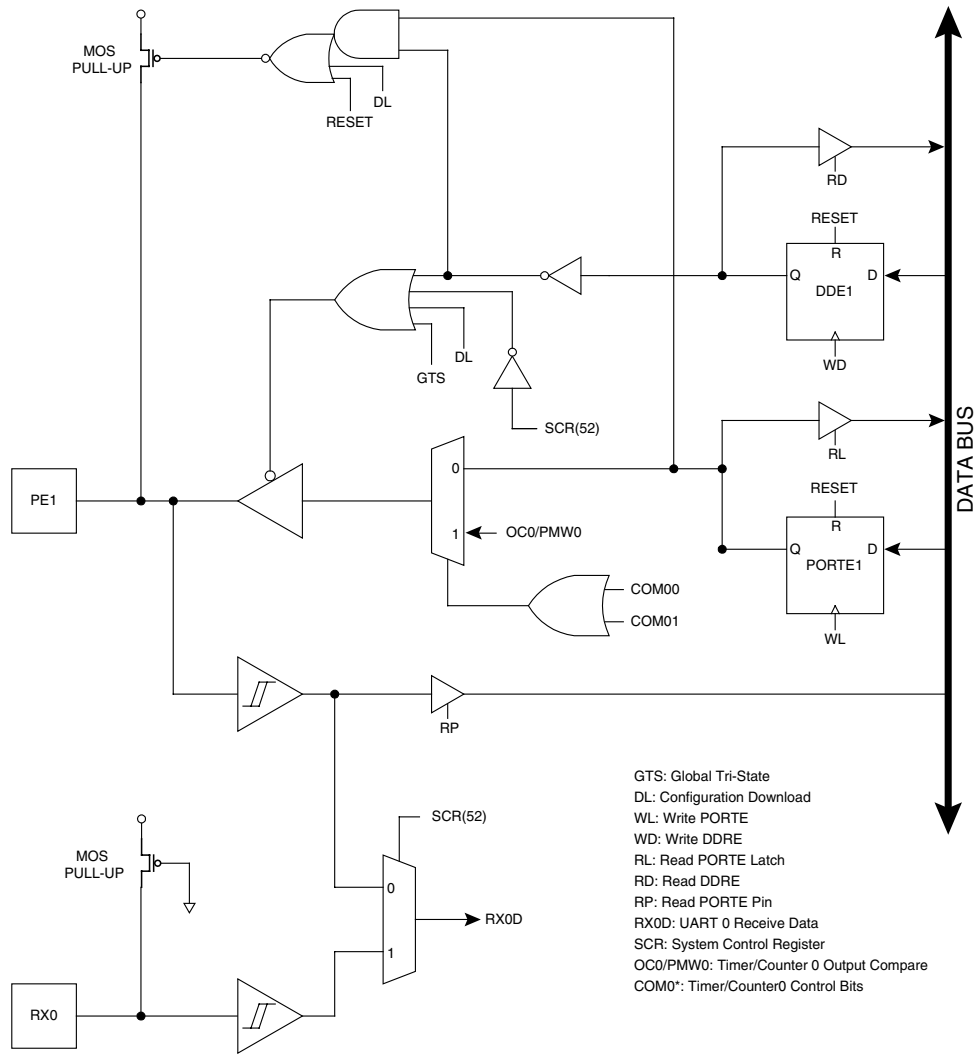 MOS
PULL-UP
DL
RESET
RD
RESET
R
Q
D
DDE1
WD
DL
GTS
SCR(52)
RL
RESET
R
Q
D
PORTE1
WL
DATA BUS
PE1
0
1
OC0/PMW0
COM00
COM01
RP
SCR(52)
MOS
PULL-UP
0
1
RX0D
RX0
GTS: Global Tri-State
DL: Configuration Download
WL: Write PORTE
WD: Write DDRE
RL: Read PORTE Latch
RD: Read DDRE
RP: Read PORTE Pin
RX0D: UART 0 Receive Data
SCR: System Control Register
OC0/PMW0: Timer/Counter 0 Output Compare
COM0*: Timer/Counter0 Control Bits